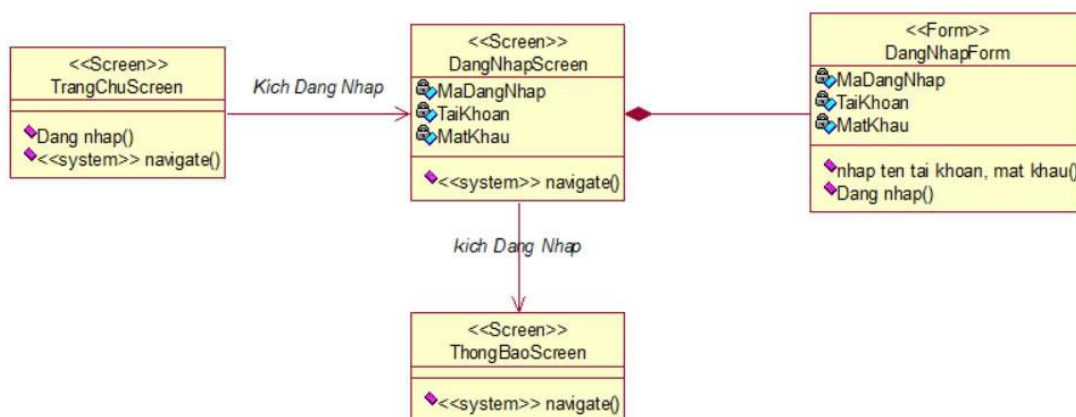 <<Screen>>
TrangChuScreen
Dang nhap()
<<system>> navigate()
Kich Dang Nhap
<<Screen>>
DangNhapScreen
MaDangNhap
TaiKhoan
MatKhau
<<system>> navigate()
<<Form>>
DangNhapForm
MaDangNhap
TaiKhoan
MatKhau
nhap ten tai khoan, mat khau()
Dang nhap()
kich Dang Nhap
<<Screen>>
ThongBaoScreen
<<system>> navigate()